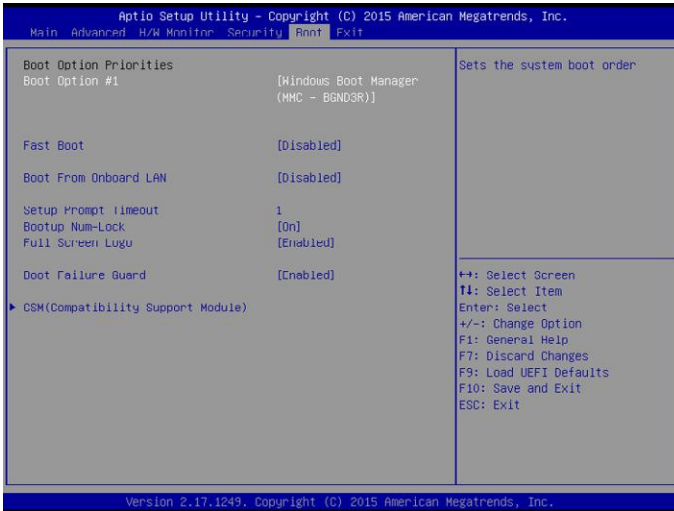 Aptio Setup Utility – Copyright (C) 2015 American Megatrends, Inc.
Main Advanced H/W Monitor Security Boot Exit
Boot Option Priorities
Boot Option #1 [Windows Boot Manager
(MMC - BGND3R)]
Fast Boot [Disabled]
Boot From Onboard LAN [Disabled]
Setup Prompt Timeout 1
Bootup Num-Lock [On]
Full Screen Logo [Enabled]
Boot Failure Guard [Enabled]
▶ CSM(Compatibility Support Module)
Sets the system boot order
↔: Select Screen
↑↓: Select Item
Enter: Select
+/-: Change Option
F1: General Help
F7: Discard Changes
F9: Load UEFI Defaults
F10: Save and Exit
ESC: Exit
Version 2.17.1249. Copyright (C) 2015 American Megatrends, Inc.